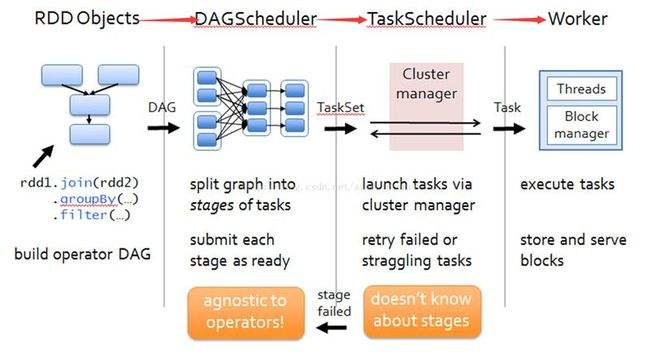 RDD Objects
DAGScheduler
TaskScheduler
Worker
DAG
TaskSet
Cluster
manager
Task
Threads
Block
manager
rdd1.join(rdd2)
.groupBy(…)
.filter(…)
build operator DAG
split graph into
stages of tasks
submit each
stage as ready
launch tasks via
cluster manager
retry failed or
straggling tasks
execute tasks
store and serve
blocks
agnostic to
operators!
stage
failed
doesn't know
about stages